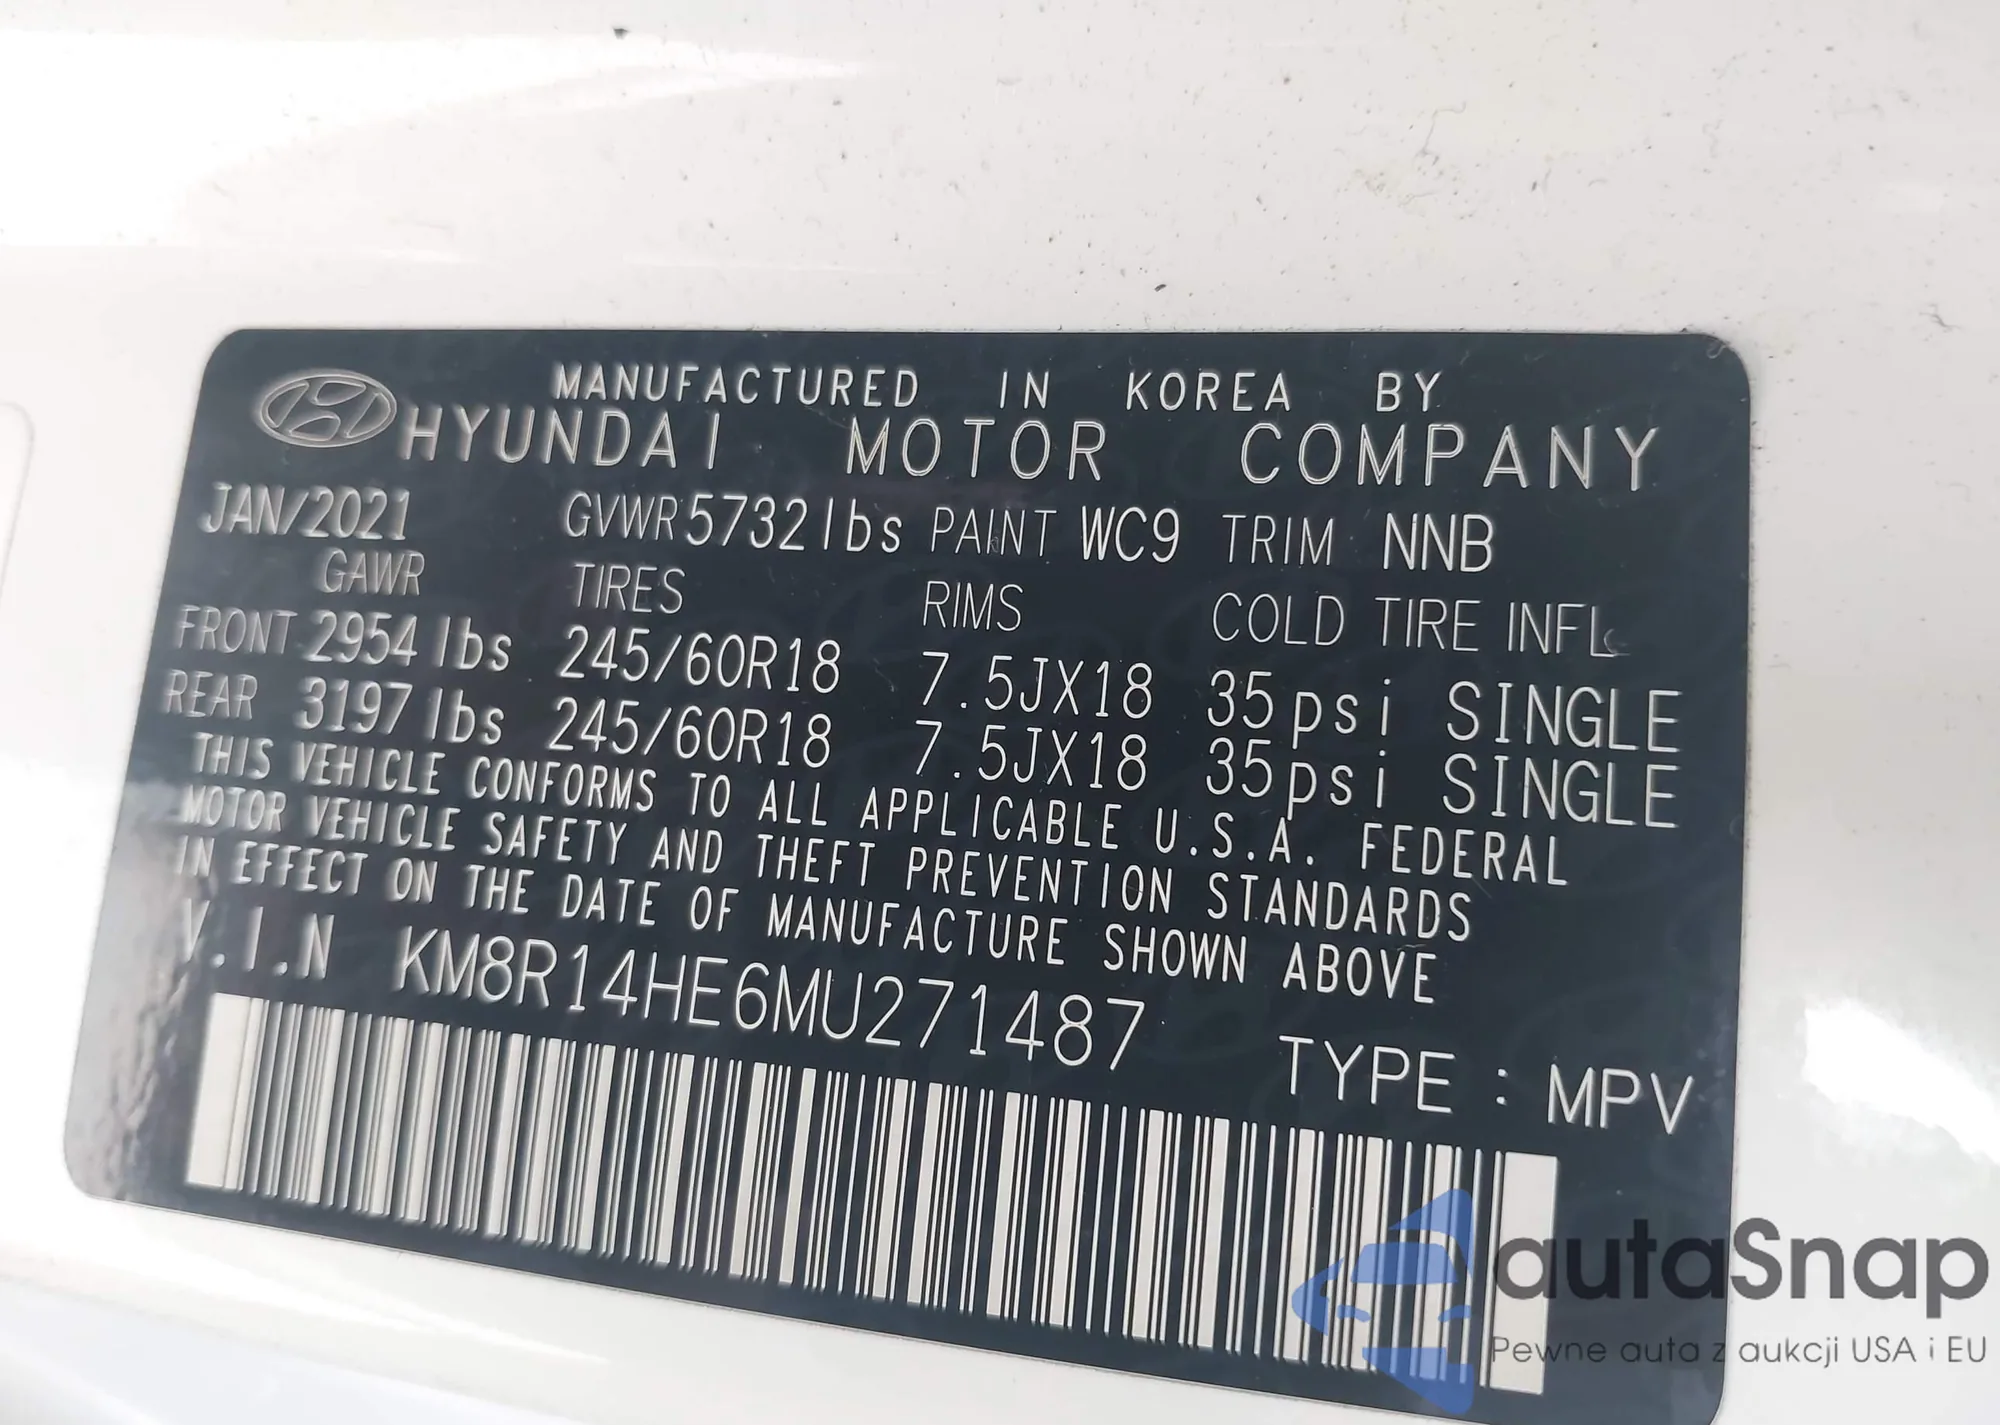 MANUFACTURED IN KOREA BY
HYUNDAI MOTOR COMPANY
JAN/2021 GVWR 5732lbs PAINT WC9 TRIM NNB
GAWR TIRES RIMS COLD TIRE INFL
FRONT 2954 lbs 245/60R18 7.5JX18 35psi SINGLE
REAR 3197 lbs 245/60R18 7.5JX18 35psi SINGLE
THIS VEHICLE CONFORMS TO ALL APPLICABLE U.S.A. FEDERAL
MOTOR VEHICLE SAFETY AND THEFT PREVENTION STANDARDS
IN EFFECT ON THE DATE OF MANUFACTURE SHOWN ABOVE
V.I.N KM8R14HE6MU271487
TYPE : MPV
autaSnap
Pewne auta z aukcji USA i EU